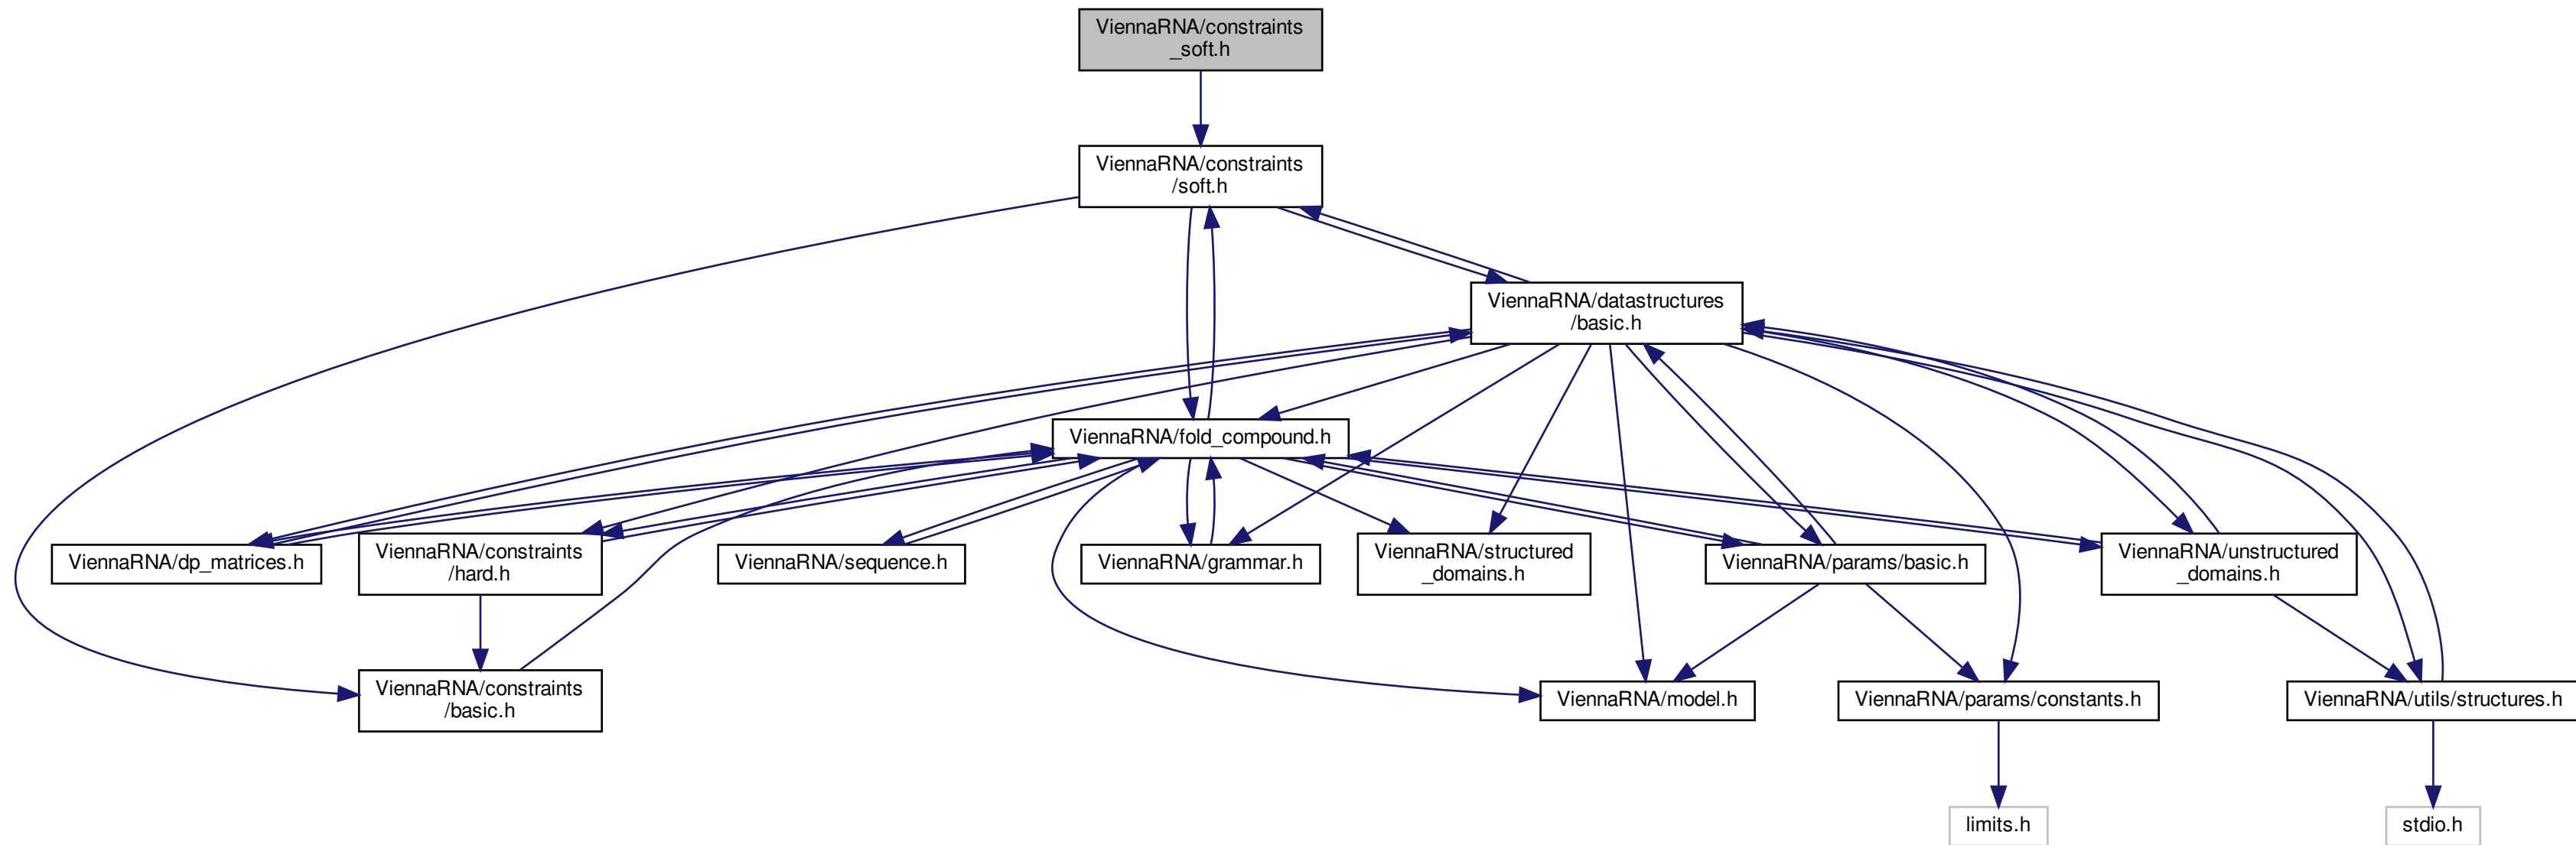 ViennaRNA/constraints
_soft.h
ViennaRNA/constraints
/soft.h
ViennaRNA/datastructures
/basic.h
ViennaRNA/fold_compound.h
ViennaRNA/dp_matrices.h
ViennaRNA/constraints
/hard.h
ViennaRNA/sequence.h
ViennaRNA/grammar.h
ViennaRNA/structured
_domains.h
ViennaRNA/params/basic.h
ViennaRNA/unstructured
_domains.h
ViennaRNA/constraints
/basic.h
ViennaRNA/model.h
ViennaRNA/params/constants.h
ViennaRNA/utils/structures.h
limits.h
stdio.h